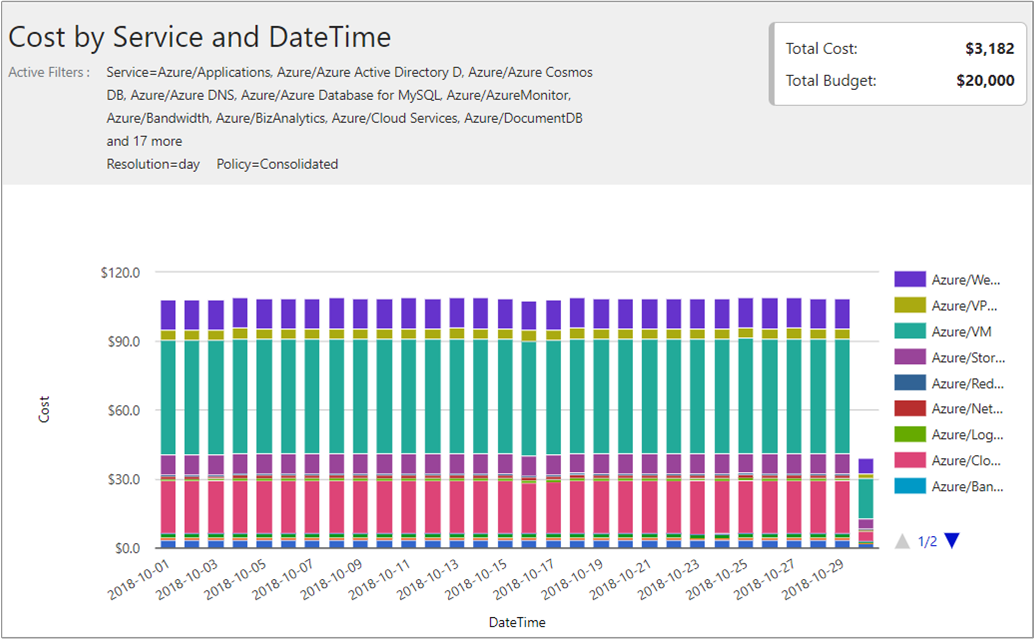 Cost by Service and DateTime
Active Filters : Service=Azure/Applications, Azure/Azure Active Directory D, Azure/Azure Cosmos
DB, Azure/Azure DNS, Azure/Azure Database for MySQL, Azure/AzureMonitor,
Azure/Bandwidth, Azure/BizAnalytics, Azure/Cloud Services, Azure/DocumentDB
and 17 more
Resolution=day Policy=Consolidated
Total Cost: $3,182
Total Budget: $20,000
$120.0
$90.0
$60.0
$30.0
$0.0
Cost
2018-10-01
2018-10-03
2018-10-05
2018-10-07
2018-10-09
2018-10-11
2018-10-13
2018-10-15
2018-10-17
2018-10-19
2018-10-21
2018-10-23
2018-10-25
2018-10-27
2018-10-29
DateTime
Azure/We...
Azure/VP...
Azure/VM
Azure/Stor...
Azure/Red...
Azure/Net...
Azure/Log...
Azure/Clo...
Azure/Ban...
1/2